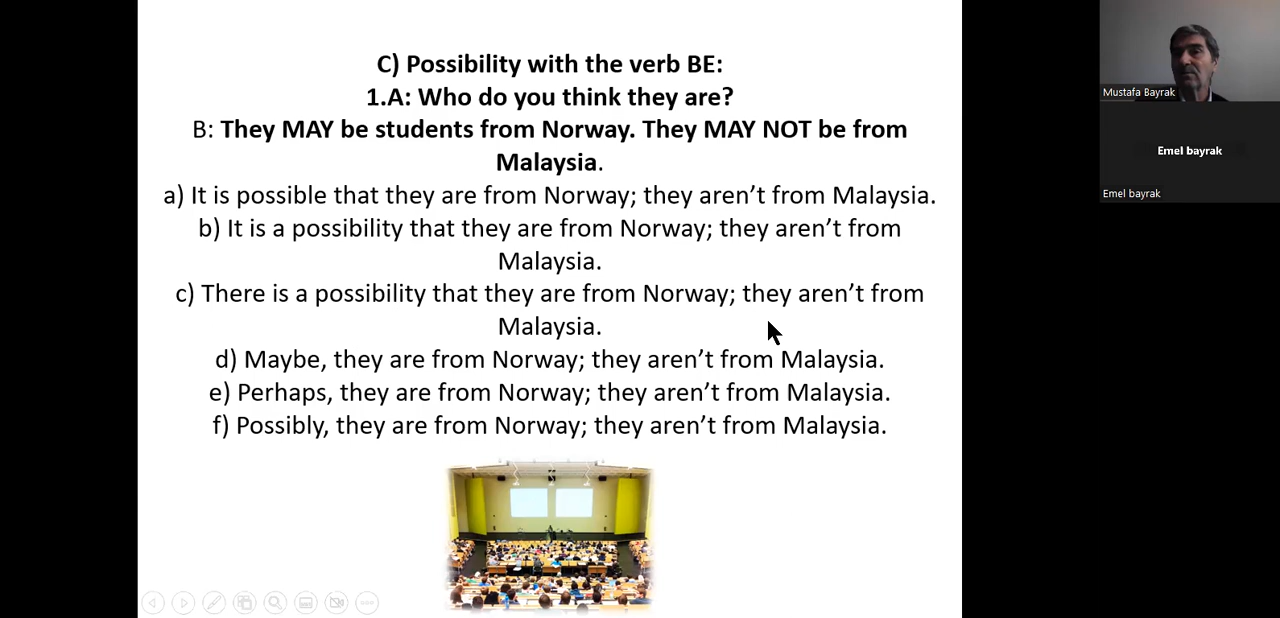 C) Possibility with the verb BE:
1.A: Who do you think they are?
B: They MAY be students from Norway. They MAY NOT be from
Malaysia.
a) It is possible that they are from Norway; they aren’t from Malaysia.
b) It is a possibility that they are from Norway; they aren’t from
Malaysia.
c) There is a possibility that they are from Norway; they aren’t from
Malaysia.
d) Maybe, they are from Norway; they aren’t from Malaysia.
e) Perhaps, they are from Norway; they aren’t from Malaysia.
f) Possibly, they are from Norway; they aren’t from Malaysia.
Mustafa Bayrak
Emel bayrak
Emel bayrak